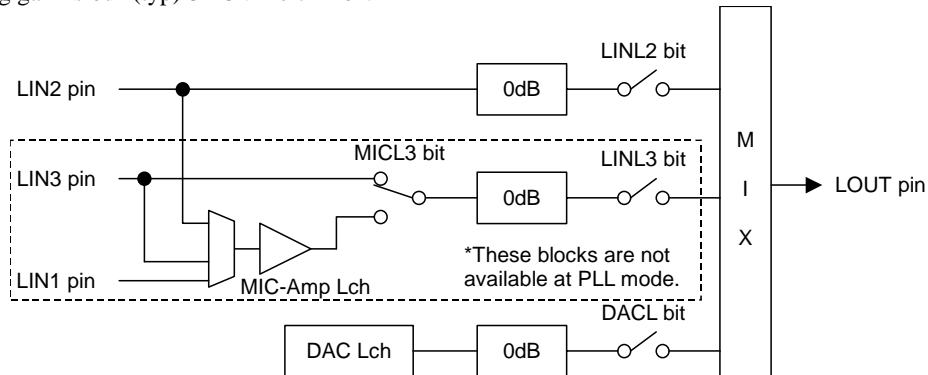 LINL2 bit
LIN2 pin
0dB
MICL3 bit
LINL3 bit
M
I
X
LIN3 pin
0dB
LOUT pin
*These blocks are not
available at PLL mode.
LIN1 pin
MIC-Amp Lch
DACL bit
DAC Lch
0dB